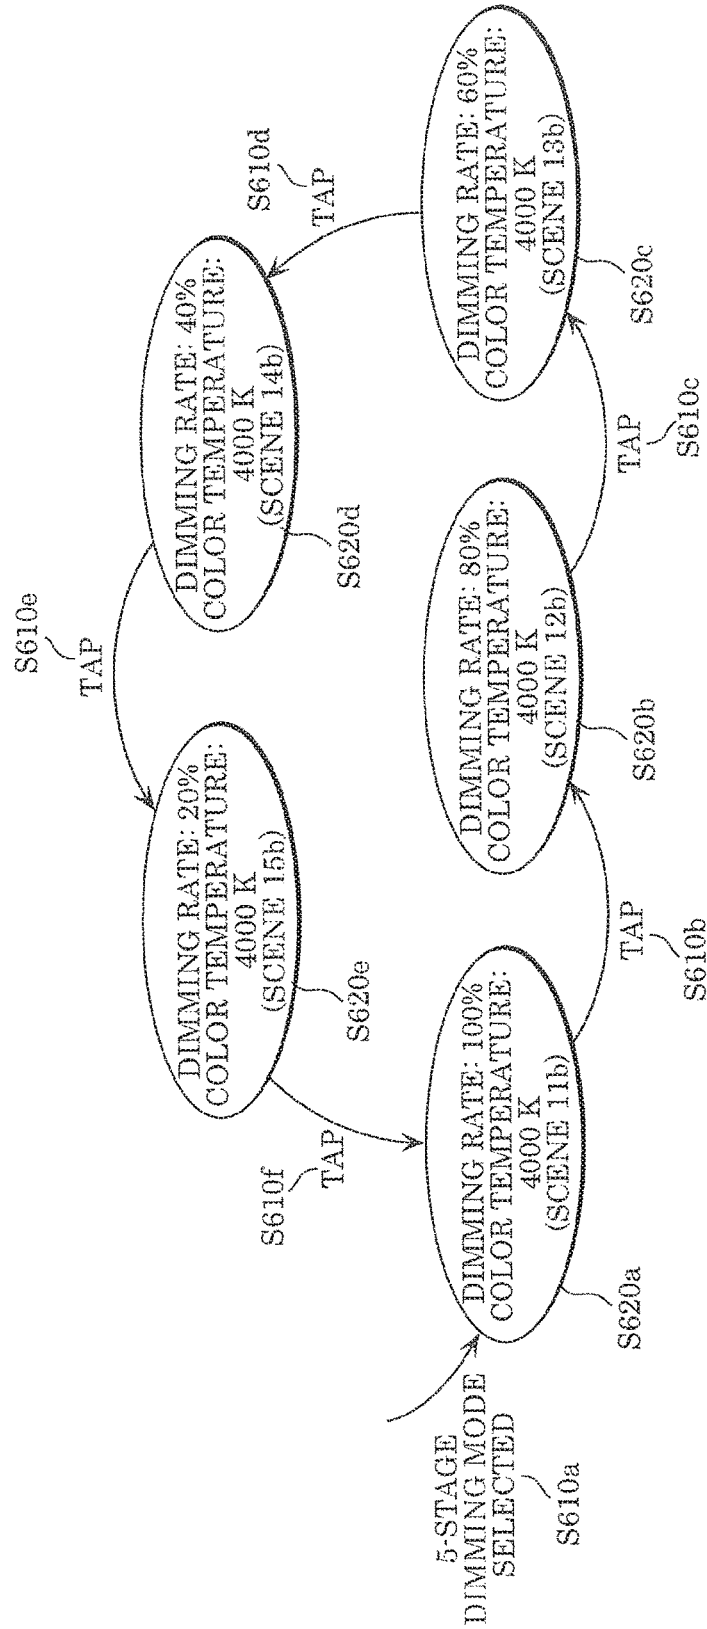 5-STAGE
DIMMING MODE
SELECTED
S610a
DIMMING RATE: 100%
COLOR TEMPERATURE:
4000 K
(SCENE 11b)
S620a
TAP
S610b
DIMMING RATE: 80%
COLOR TEMPERATURE:
4000 K
(SCENE 12b)
S620b
TAP
S610c
DIMMING RATE: 60%
COLOR TEMPERATURE:
4000 K
(SCENE 13b)
S620c
S610d
TAP
DIMMING RATE: 40%
COLOR TEMPERATURE:
4000 K
(SCENE 14b)
S620d
S610e
TAP
DIMMING RATE: 20%
COLOR TEMPERATURE:
4000 K
(SCENE 15b)
S620e
S610f
TAP